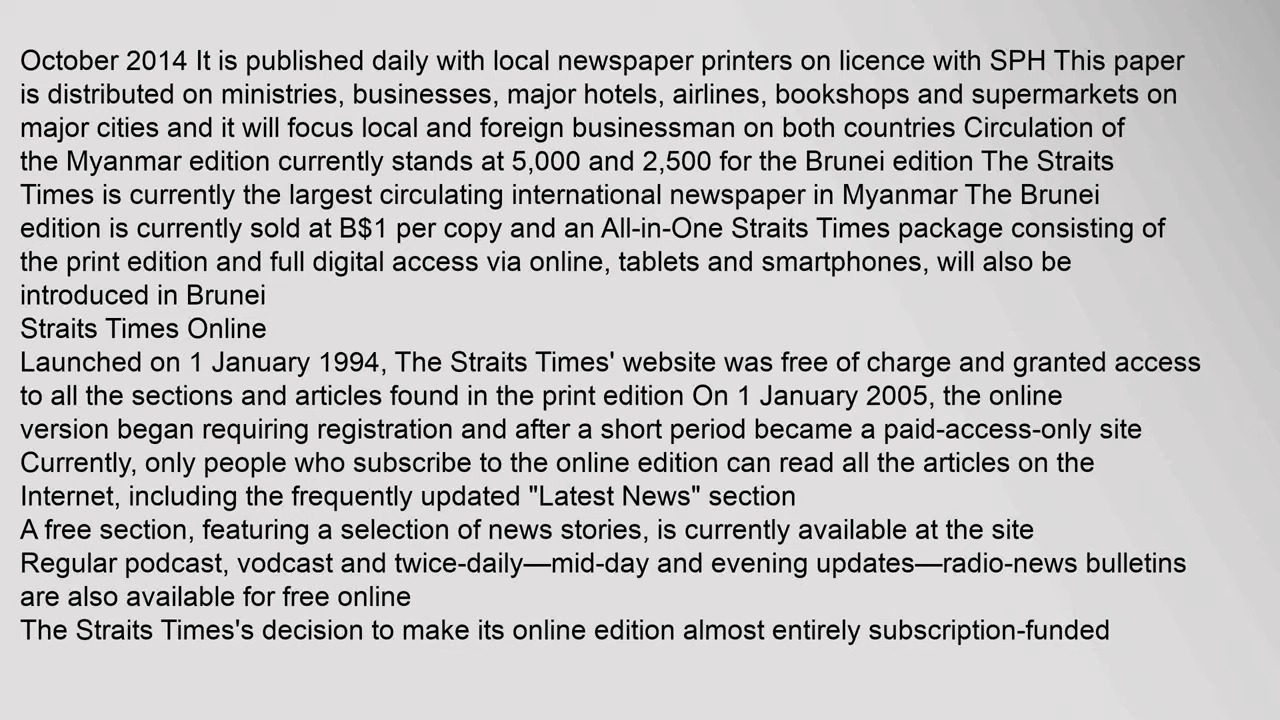 October 2014 It is published daily with local newspaper printers on licence with SPH This paper
is distributed on ministries, businesses, major hotels, airlines, bookshops and supermarkets on
major cities and it will focus local and foreign businessman on both countries Circulation of
the Myanmar edition currently stands at 5,000 and 2,500 for the Brunei edition The Straits
Times is currently the largest circulating international newspaper in Myanmar The Brunei
edition is currently sold at B$1 per copy and an All-in-One Straits Times package consisting of
the print edition and full digital access via online, tablets and smartphones, will also be
introduced in Brunei
Straits Times Online
Launched on 1 January 1994, The Straits Times' website was free of charge and granted access
to all the sections and articles found in the print edition On 1 January 2005, the online
version began requiring registration and after a short period became a paid-access-only site
Currently, only people who subscribe to the online edition can read all the articles on the
Internet, including the frequently updated "Latest News" section
A free section, featuring a selection of news stories, is currently available at the site
Regular podcast, vodcast and twice-daily—mid-day and evening updates—radio-news bulletins
are also available for free online
The Straits Times's decision to make its online edition almost entirely subscription-funded